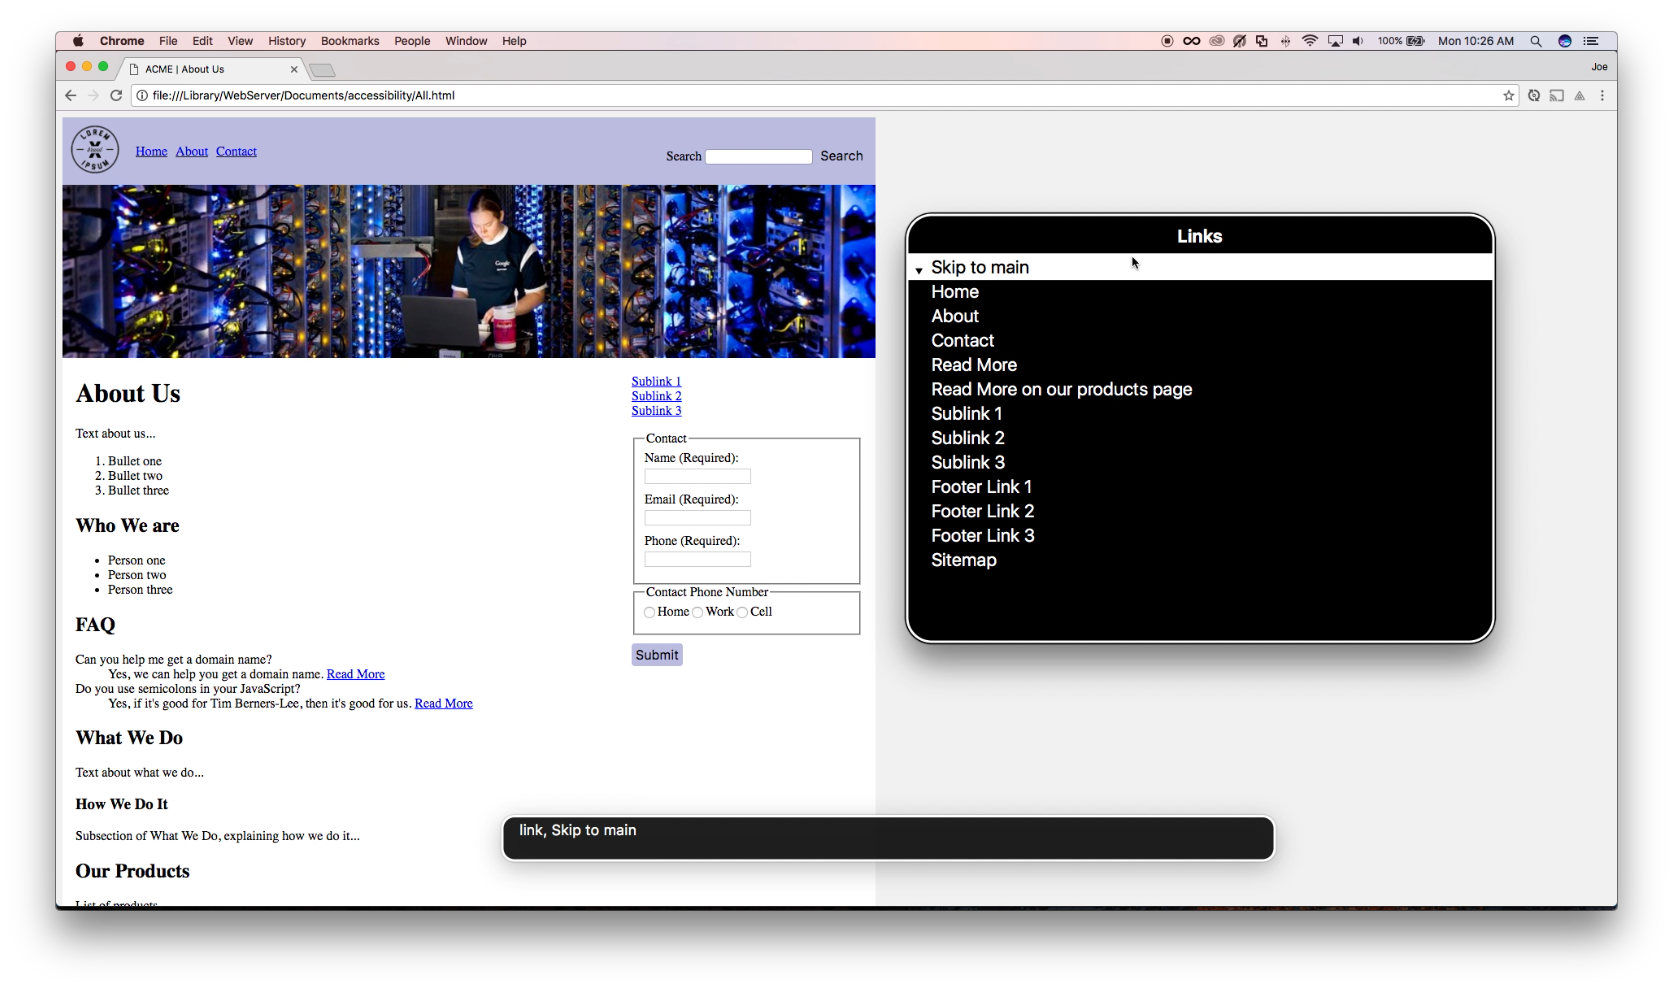 Chrome File Edit View History Bookmarks People Window Help
100% Mon 10:26 AM
ACME | About Us
Joe
file:///Library/WebServer/Documents/accessibility/All.html
LOREM
IPSUM
Home About Contact
Search
Search
Google
Links
Skip to main
Home
About
Contact
Read More
Read More on our products page
Sublink 1
Sublink 2
Sublink 3
Footer Link 1
Footer Link 2
Footer Link 3
Sitemap
About Us
Text about us...
1. Bullet one
2. Bullet two
3. Bullet three
Who We are
• Person one
• Person two
• Person three
FAQ
Can you help me get a domain name?
Yes, we can help you get a domain name. Read More
Do you use semicolons in your JavaScript?
Yes, if it's good for Tim Berners-Lee, then it's good for us. Read More
What We Do
Text about what we do...
How We Do It
Subsection of What We Do, explaining how we do it...
Our Products
List of products
Sublink 1
Sublink 2
Sublink 3
Contact
Name (Required):
Email (Required):
Phone (Required):
Contact Phone Number
Home Work Cell
Submit
link, Skip to main